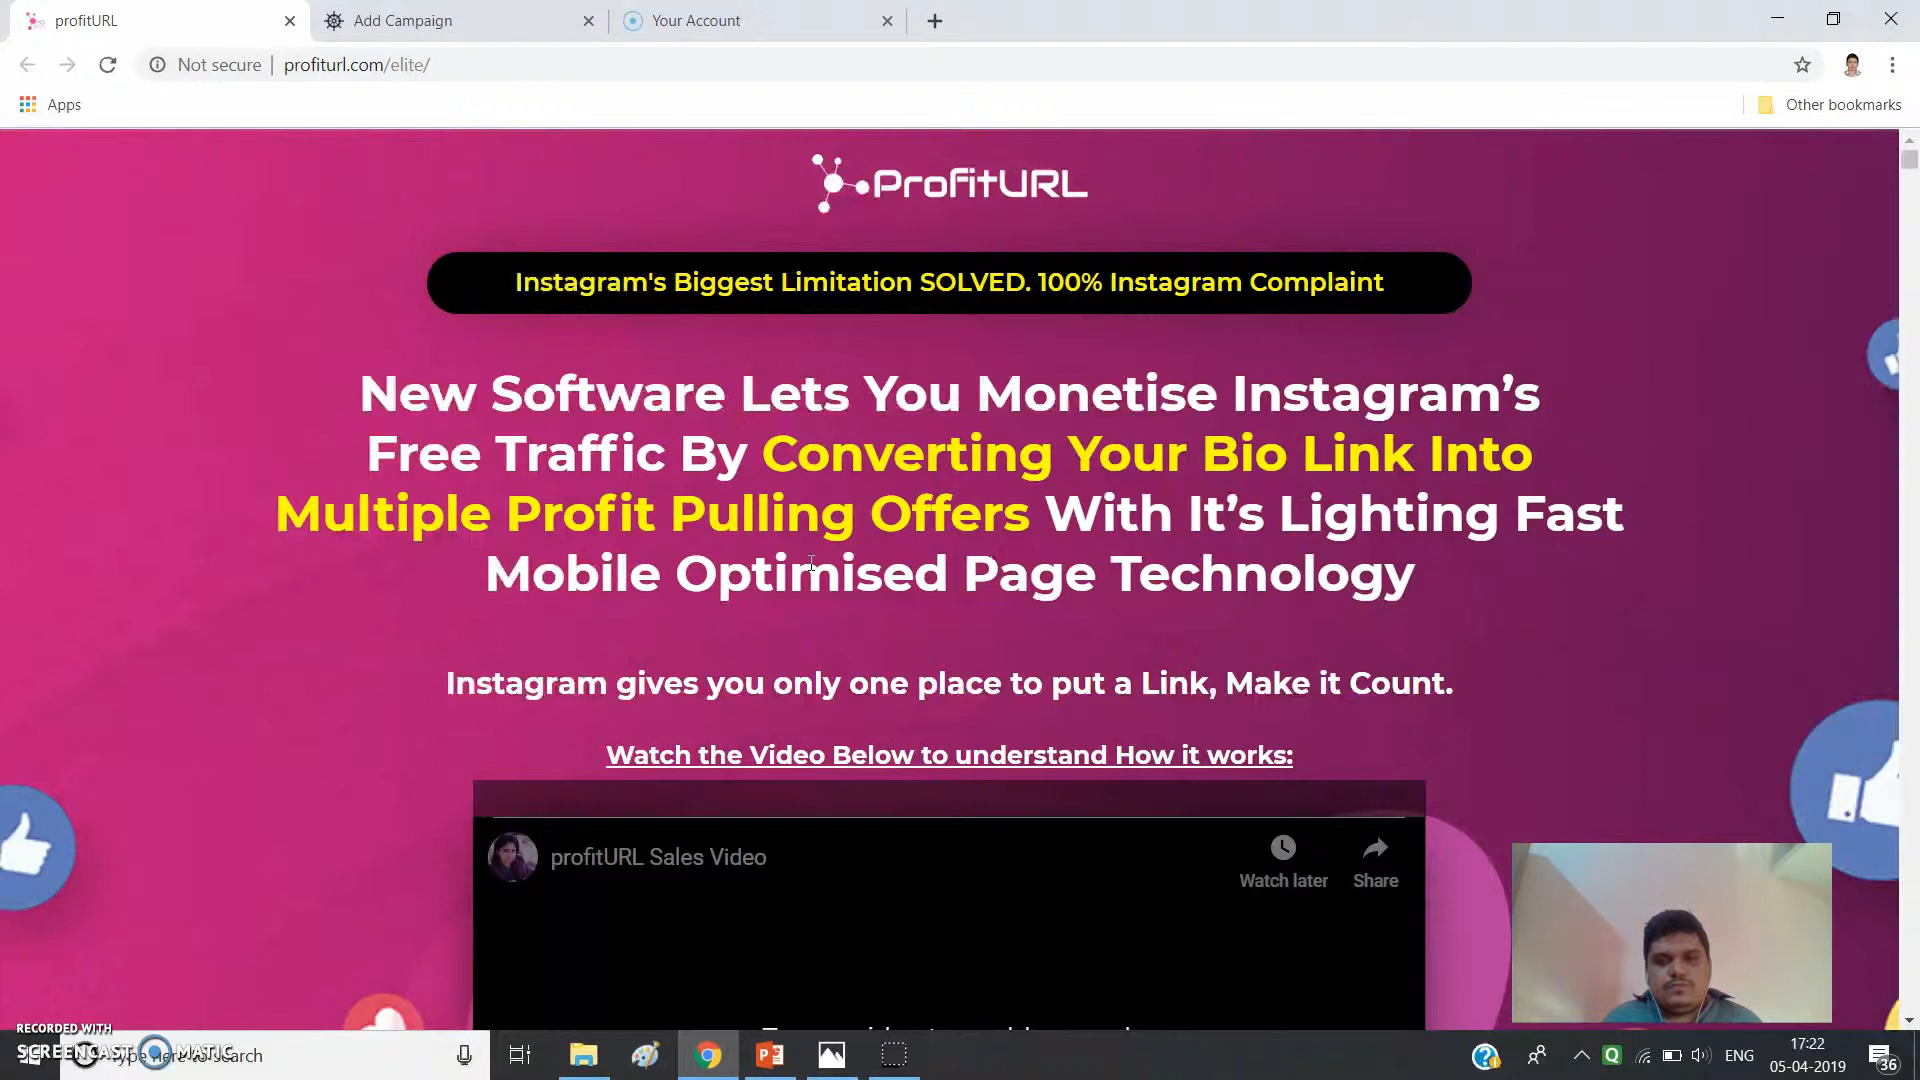 profitURL
Add Campaign
Your Account
Not secure
profiturl.com/elite/
Apps
Other bookmarks
ProfitURL
Instagram's Biggest Limitation SOLVED. 100% Instagram Complaint
New Software Lets You Monetise Instagram’s
Free Traffic By Converting Your Bio Link Into
Multiple Profit Pulling Offers With It’s Lighting Fast
Mobile Optimised Page Technology
Instagram gives you only one place to put a Link, Make it Count.
Watch the Video Below to understand How it works:
profitURL Sales Video
Watch later
Share
RECORDED WITH
SCREENCAST MATIC
Type here to search
ENG
17:22
05-04-2019
36